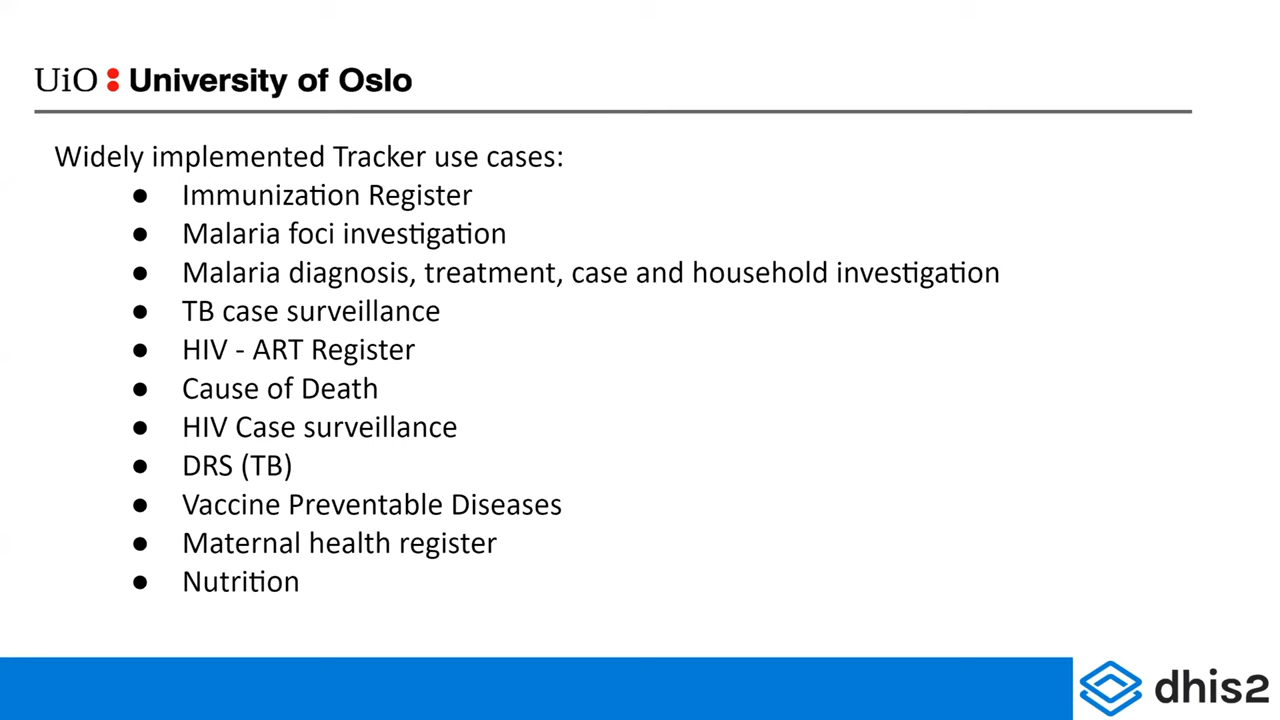 UiO : University of Oslo
Widely implemented Tracker use cases:
● Immunization Register
● Malaria foci investigation
● Malaria diagnosis, treatment, case and household investigation
● TB case surveillance
● HIV - ART Register
● Cause of Death
● HIV Case surveillance
● DRS (TB)
● Vaccine Preventable Diseases
● Maternal health register
● Nutrition
dhis2